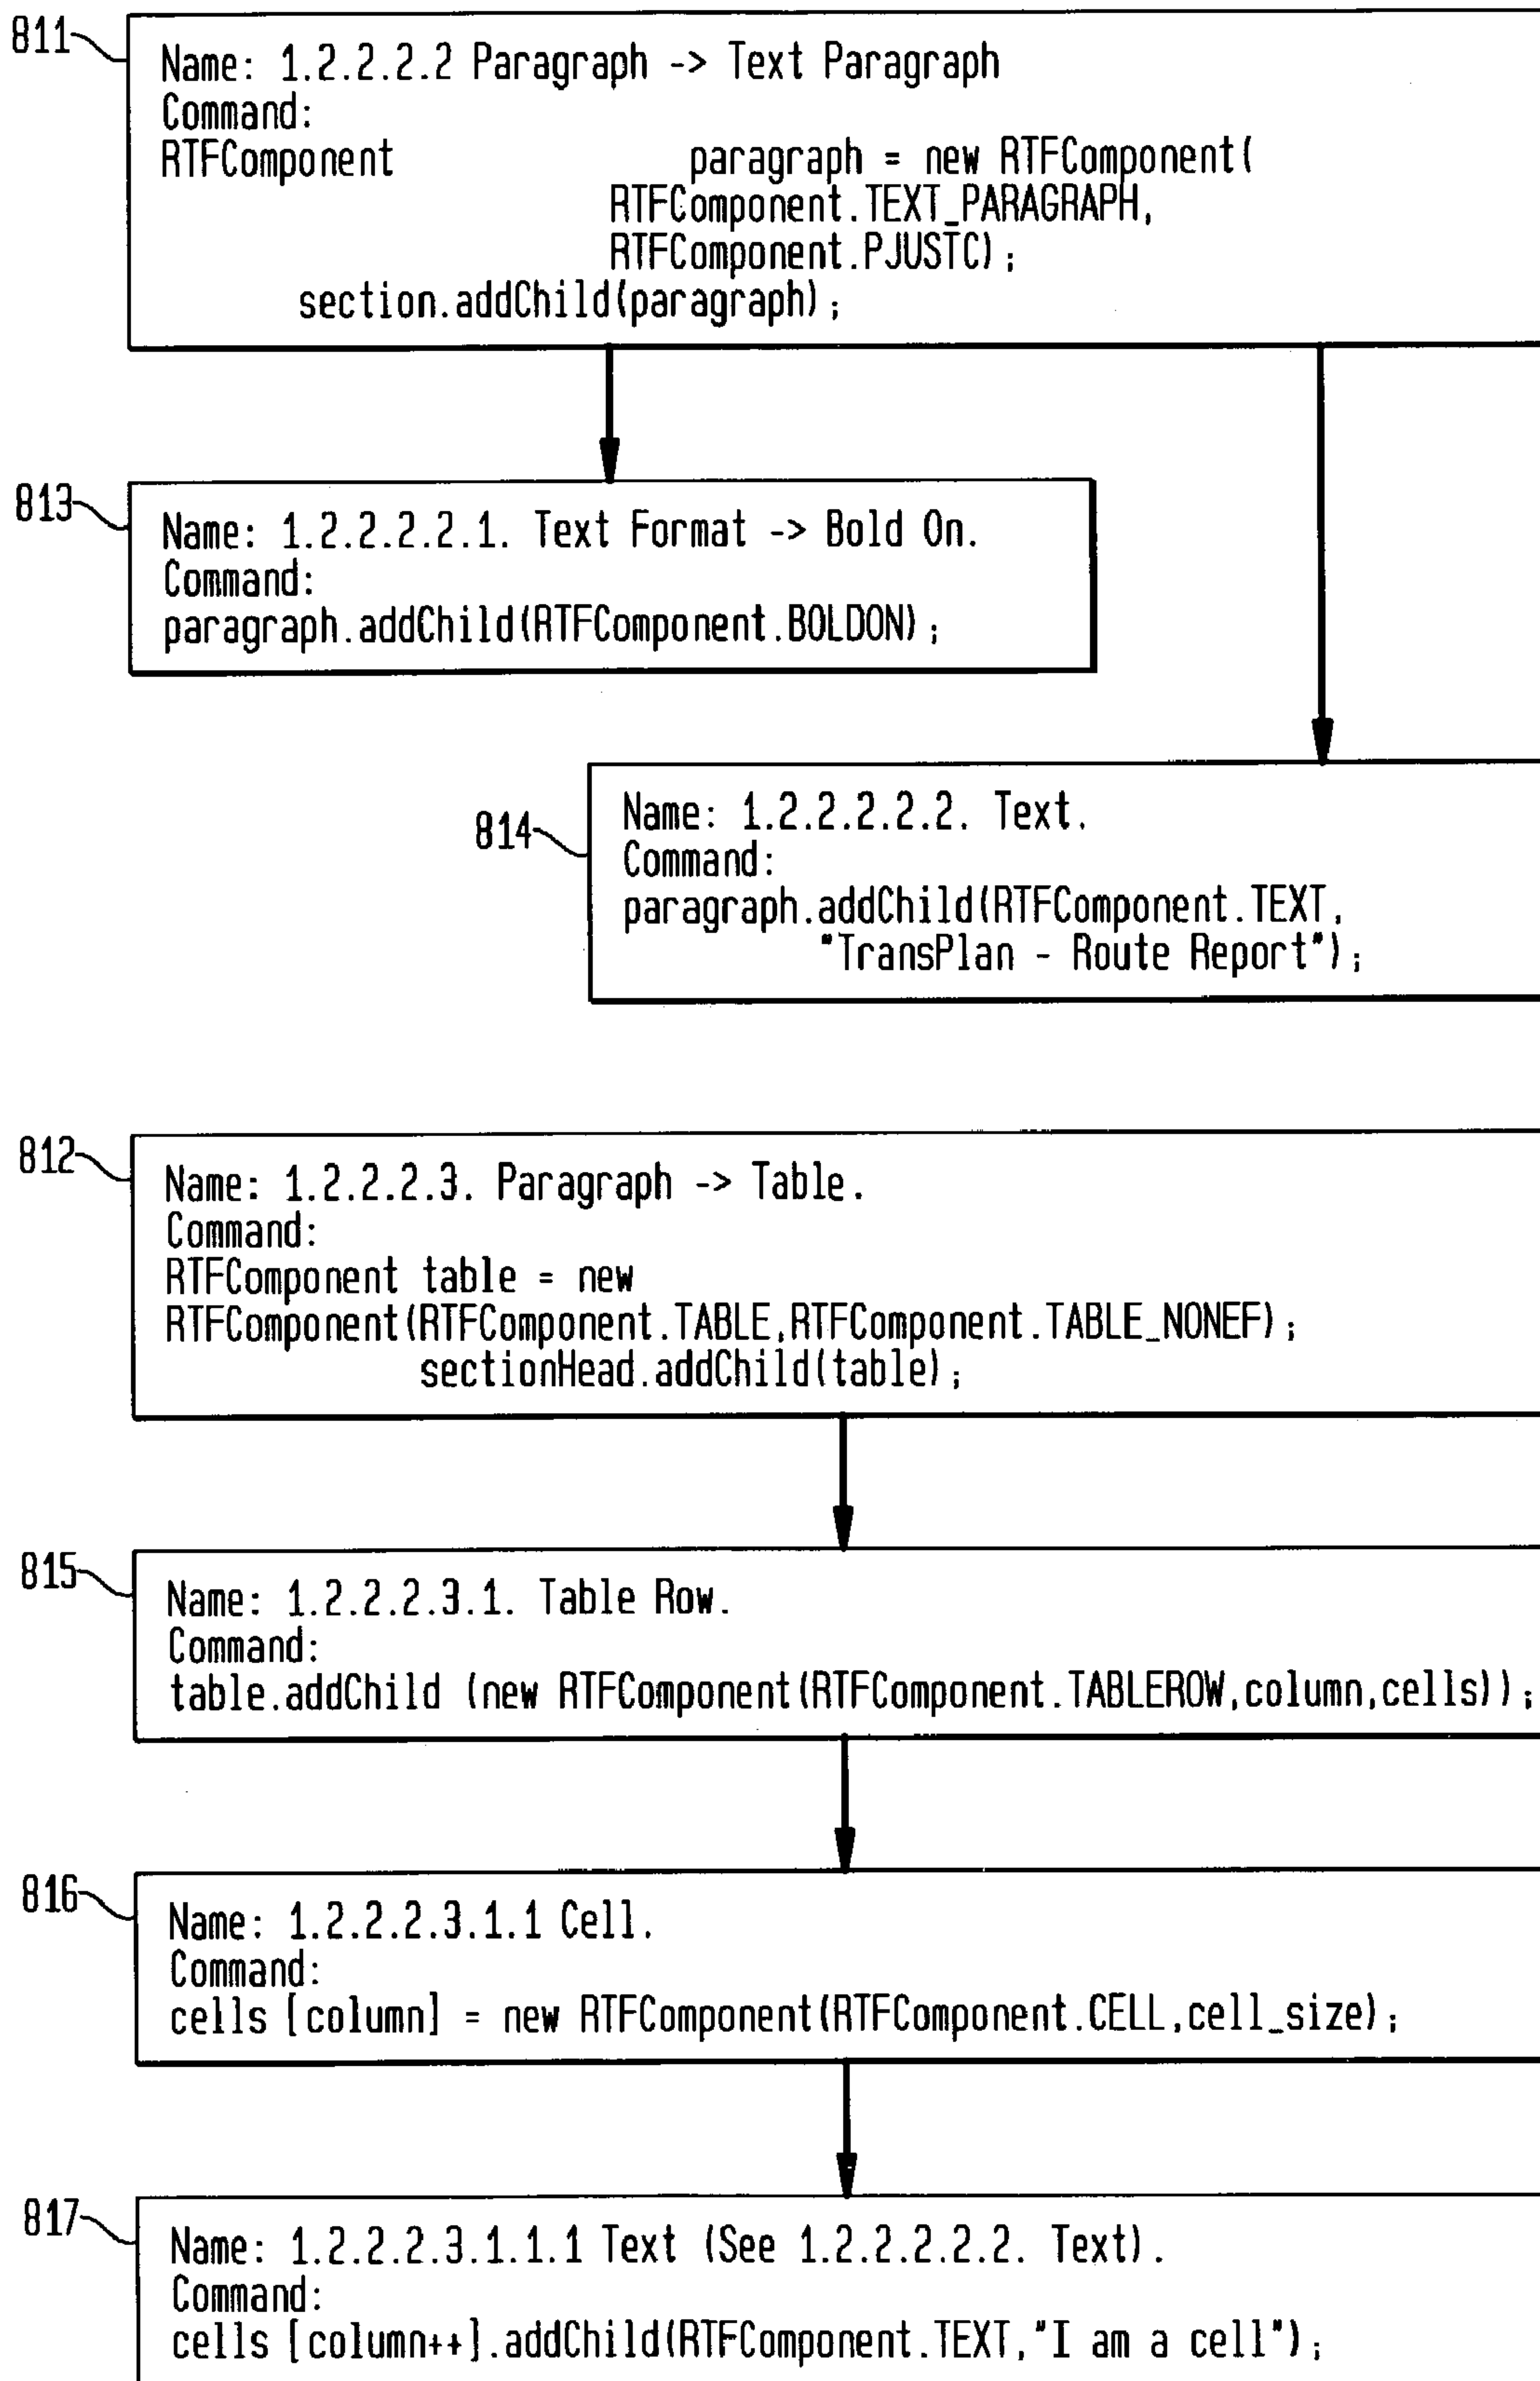 811
Name: 1.2.2.2.2 Paragraph -> Text Paragraph
Command:
RTFComponent paragraph = new RTFComponent(
RTFComponent.TEXT_PARAGRAPH,
RTFComponent.PJUSTC);
section.addChild(paragraph);
813
Name: 1.2.2.2.2.1. Text Format -> Bold On.
Command:
paragraph.addChild(RTFComponent.BOLDON);
814
Name: 1.2.2.2.2.2. Text.
Command:
paragraph.addChild(RTFComponent.TEXT,
"TransPlan - Route Report");
812
Name: 1.2.2.2.3. Paragraph -> Table.
Command:
RTFComponent table = new
RTFComponent(RTFComponent.TABLE,RTFComponent.TABLE_NONEF);
sectionHead.addChild(table);
815
Name: 1.2.2.2.3.1. Table Row.
Command:
table.addChild (new RTFComponent(RTFComponent.TABLEROW,column,cells));
816
Name: 1.2.2.2.3.1.1 Cell.
Command:
cells [column] = new RTFComponent(RTFComponent.CELL,cell_size);
817
Name: 1.2.2.2.3.1.1.1 Text (See 1.2.2.2.2.2. Text).
Command:
cells [column++].addChild(RTFComponent.TEXT,"I am a cell");